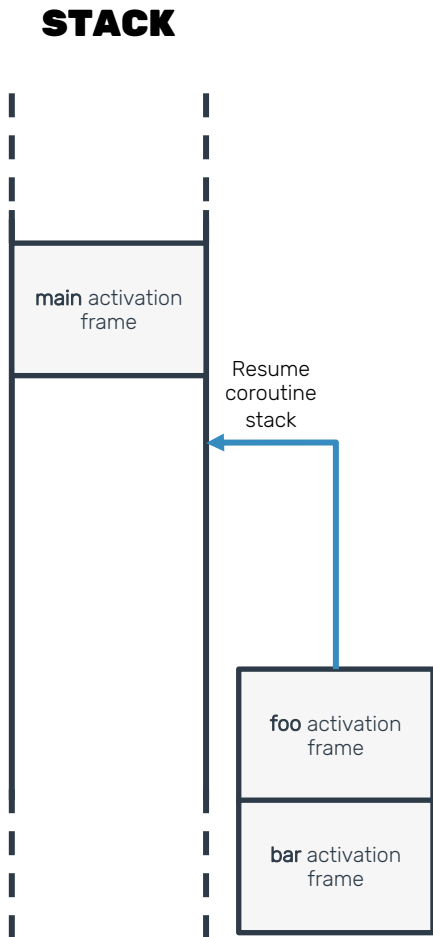 STACK
main activation
frame
Resume
coroutine
stack
foo activation
frame
bar activation
frame